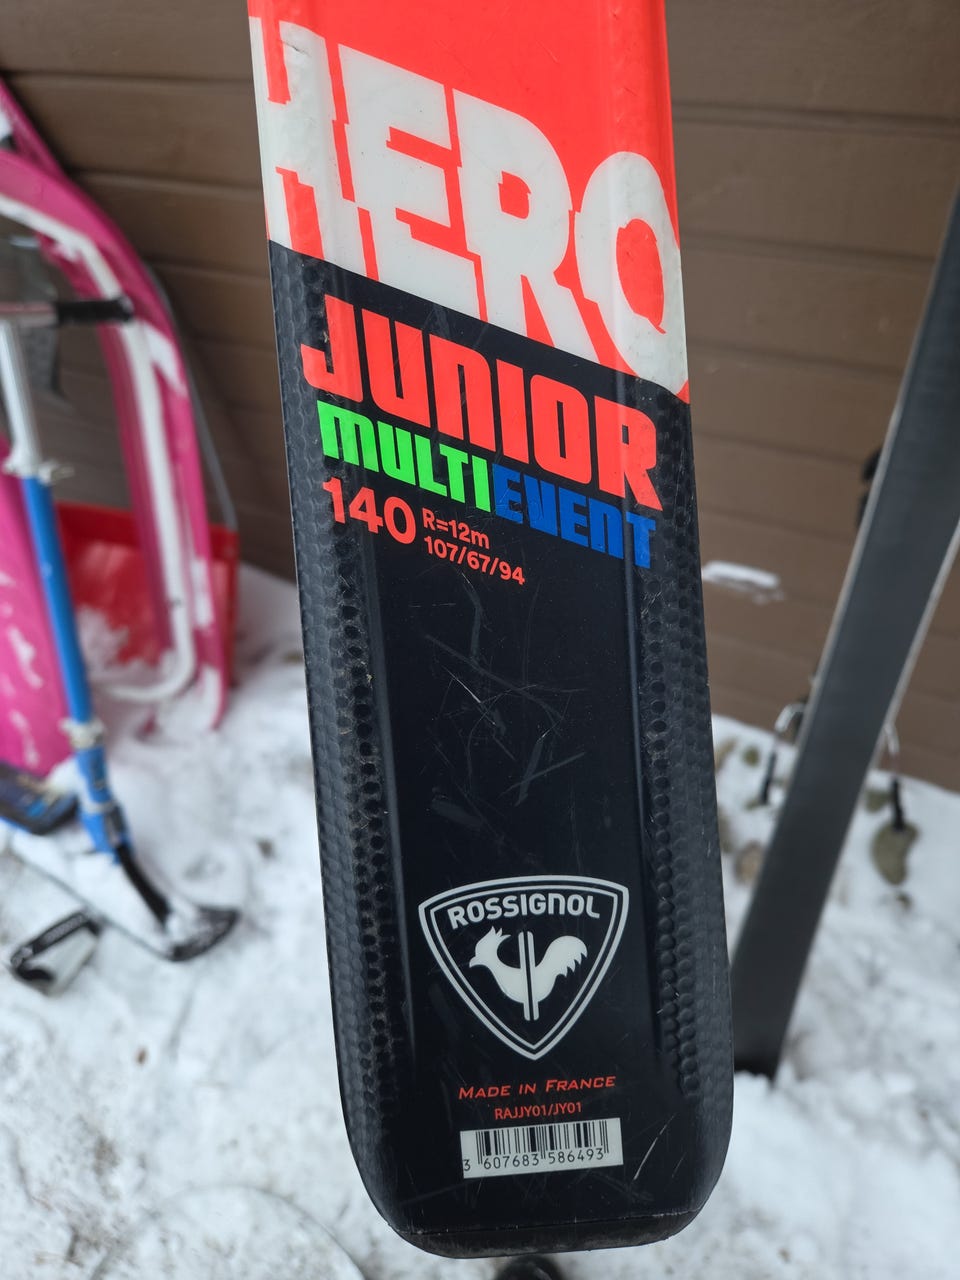 HERO
JUNIOR
MULTIEVENT
140 R=12m
107/67/94
ROSSIGNOL
MADE IN FRANCE
RAJJY01/JY01
3 607683 586493